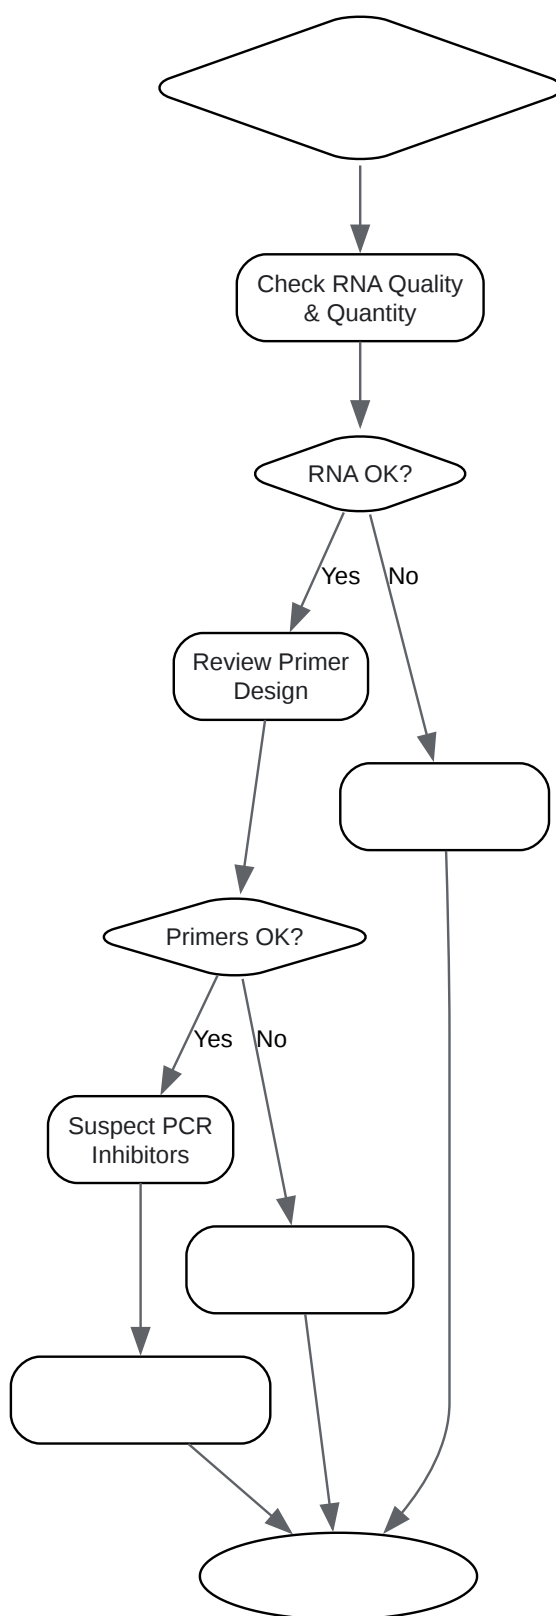 Check RNA Quality
& Quantity
RNA OK?
Yes
No
Review Primer
Design
Primers OK?
Yes
No
Suspect PCR
Inhibitors